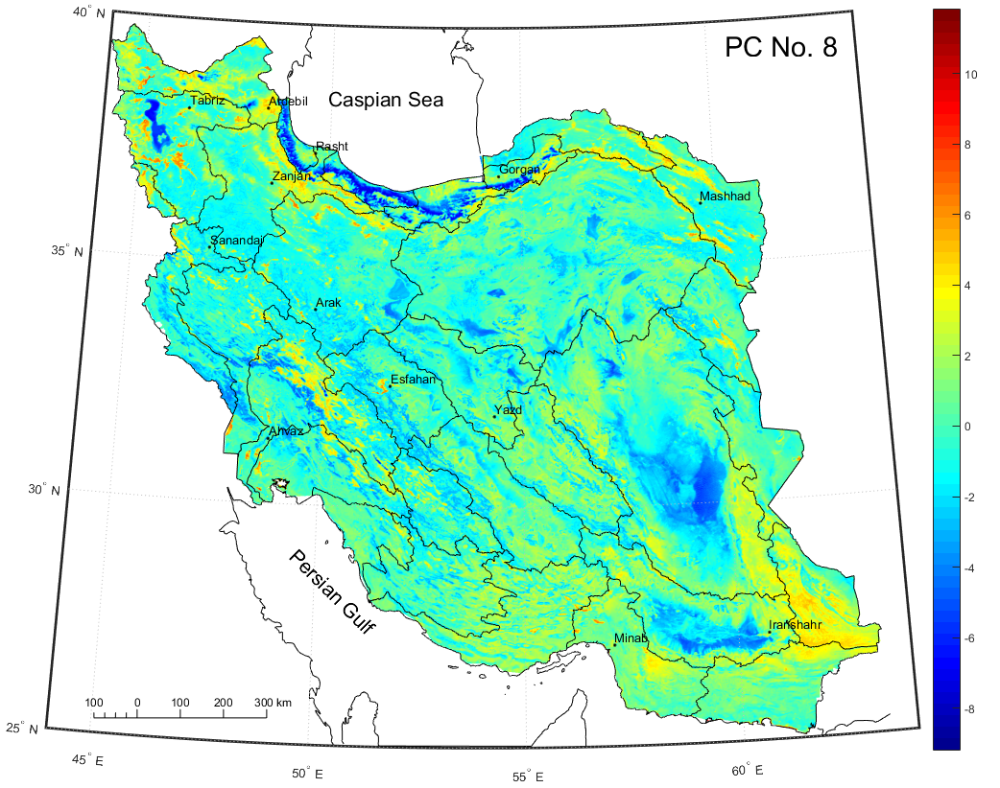 40° N
PC No. 8
Caspian Sea
Tabriz
Ardebil
Rasht
Zanjan
Gorgan
Mashhad
35° N
Sanandaj
Arak
Esfahan
Yazd
Ahvaz
30° N
Persian Gulf
Iranshahr
Minab
100 0 100 200 300 km
25° N
45° E
50° E
55° E
60° E
10
8
6
4
2
0
-2
-4
-6
-8